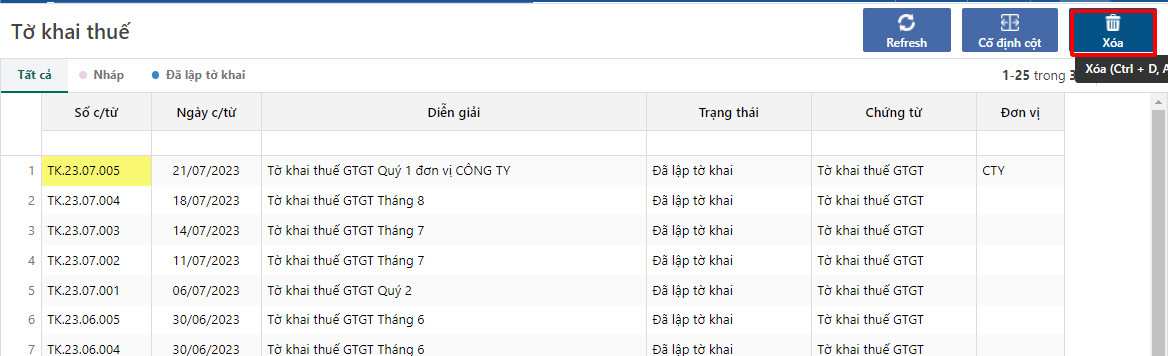 Tờ khai thuế
Refresh
Cố định cột
Xóa
Tất cả Nháp Đã lập tờ khai 1-25 trong
Xóa (Ctrl + D,
Số c/từ Ngày c/từ Diễn giải Trạng thái Chứng từ Đơn vị
1 TK.23.07.005 21/07/2023 Tờ khai thuế GTGT Quý 1 đơn vị CÔNG TY Đã lập tờ khai Tờ khai thuế GTGT CTY
2 TK.23.07.004 18/07/2023 Tờ khai thuế GTGT Tháng 8 Đã lập tờ khai Tờ khai thuế GTGT
3 TK.23.07.003 14/07/2023 Tờ khai thuế GTGT Tháng 7 Đã lập tờ khai Tờ khai thuế GTGT
4 TK.23.07.002 11/07/2023 Tờ khai thuế GTGT Tháng 7 Đã lập tờ khai Tờ khai thuế GTGT
5 TK.23.07.001 06/07/2023 Tờ khai thuế GTGT Quý 2 Đã lập tờ khai Tờ khai thuế GTGT
6 TK.23.06.005 30/06/2023 Tờ khai thuế GTGT Tháng 6 Đã lập tờ khai Tờ khai thuế GTGT
7 TK.23.06.004 30/06/2023 Tờ khai thuế GTGT Tháng 6 Đã lập tờ khai Tờ khai thuế GTGT